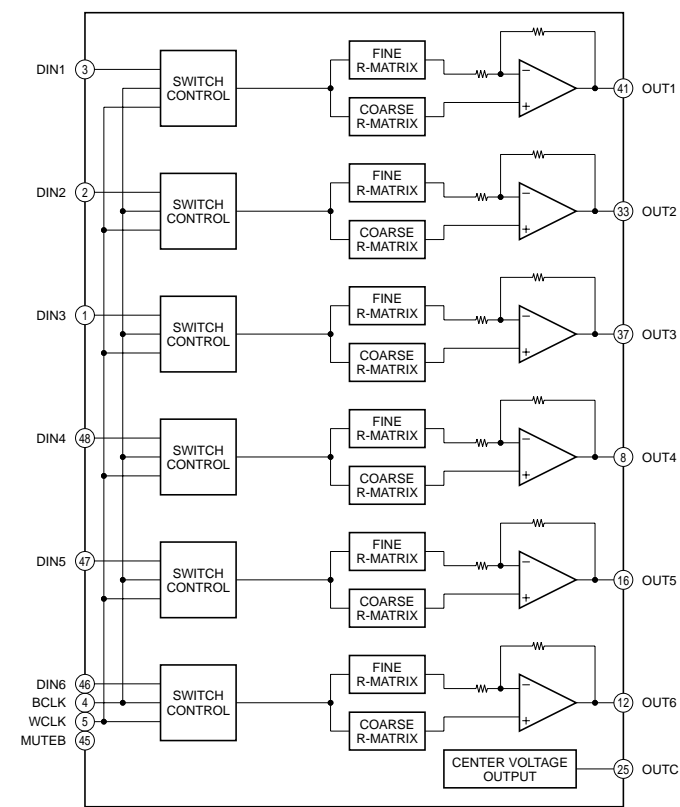 FINE
R-MATRIX
DIN1 3
SWITCH
CONTROL
41 OUT1
COARSE
R-MATRIX
FINE
R-MATRIX
DIN2 2
SWITCH
CONTROL
33 OUT2
COARSE
R-MATRIX
FINE
R-MATRIX
DIN3 1
SWITCH
CONTROL
37 OUT3
COARSE
R-MATRIX
FINE
R-MATRIX
DIN4 48
SWITCH
CONTROL
8 OUT4
COARSE
R-MATRIX
FINE
R-MATRIX
DIN5 47
SWITCH
CONTROL
16 OUT5
COARSE
R-MATRIX
FINE
R-MATRIX
DIN6 46
SWITCH
CONTROL
BCLK 4
12 OUT6
WCLK 5
COARSE
R-MATRIX
MUTEB 45
CENTER VOLTAGE
OUTPUT
25 OUTC